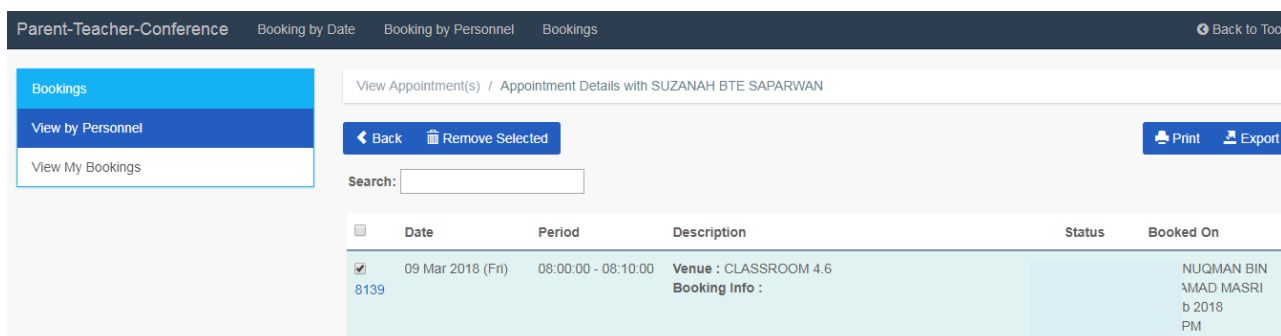 Parent-Teacher-Conference Booking by Date Booking by Personnel Bookings Back to Too
Bookings
View by Personnel
View My Bookings
View Appointment(s) / Appointment Details with SUZANAH BTE SAPARWAN
Back Remove Selected Print Export
Search:
Date Period Description Status Booked On
09 Mar 2018 (Fri) 08:00:00 - 08:10:00 Venue : CLASSROOM 4.6 NUQMAN BIN
8139 Booking Info : AMAD MASRI
b 2018
PM